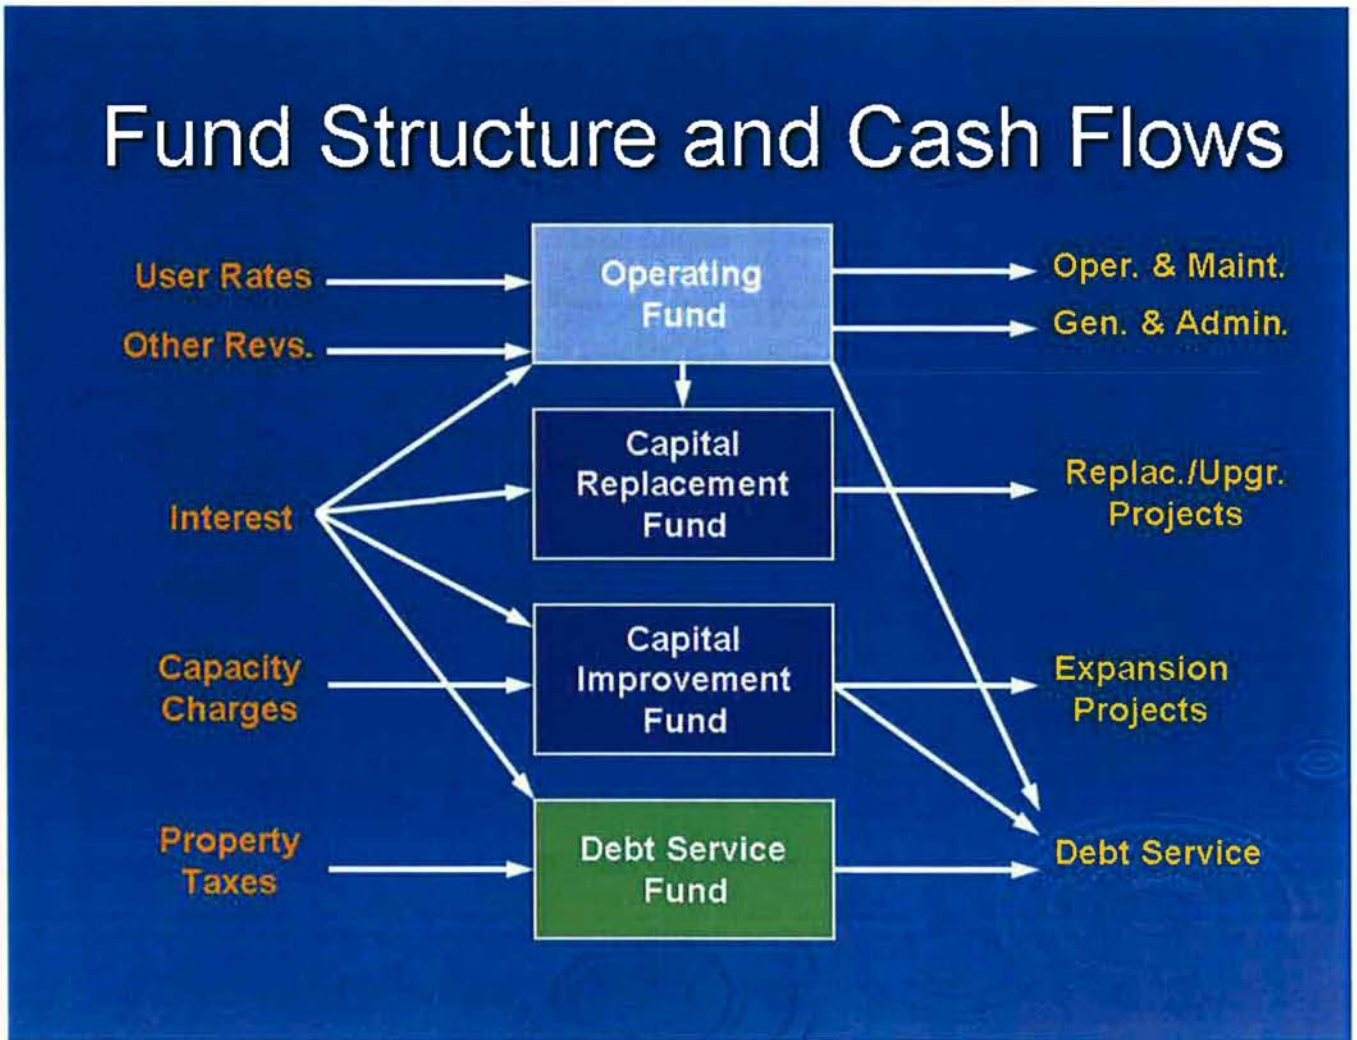 Fund Structure and Cash Flows
User Rates
Other Revs.
Interest
Capacity
Charges
Property
Taxes
Operating
Fund
Capital
Replacement
Fund
Capital
Improvement
Fund
Debt Service
Fund
Oper. & Maint.
Gen. & Admin.
Replac./Upgr.
Projects
Expansion
Projects
Debt Service